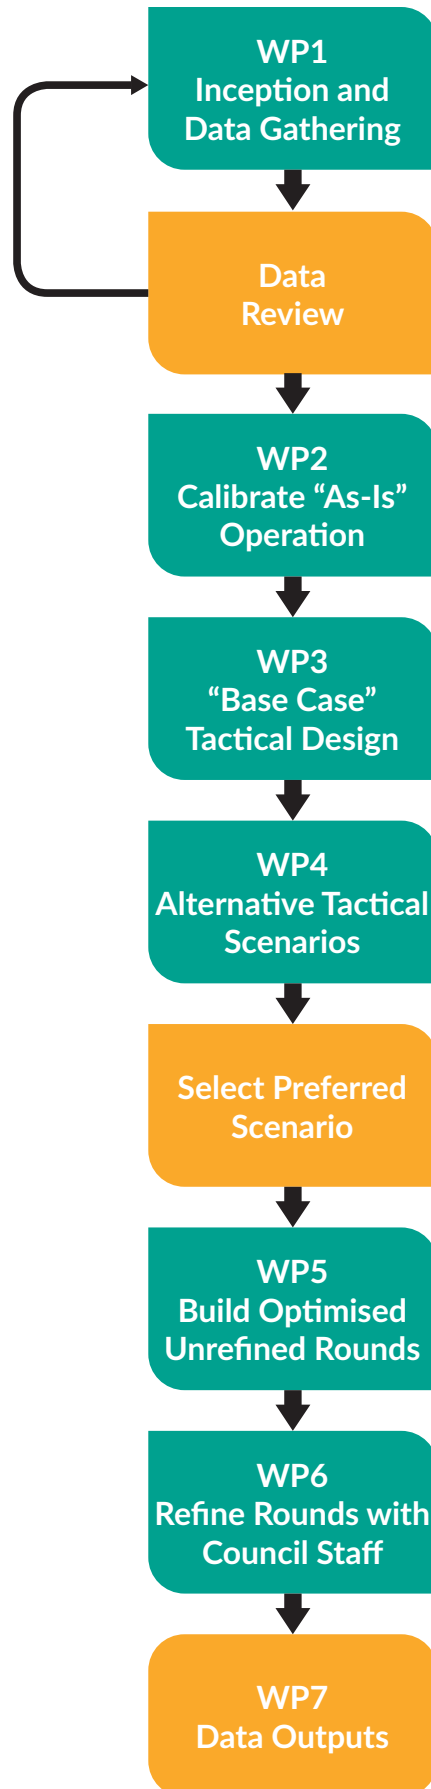 WP1
Inception and
Data Gathering
Data
Review
WP2
Calibrate “As-Is”
Operation
WP3
“Base Case”
Tactical Design
WP4
Alternative Tactical
Scenarios
Select Preferred
Scenario
WP5
Build Optimised
Unrefined Rounds
WP6
Refine Rounds with
Council Staff
WP7
Data Outputs